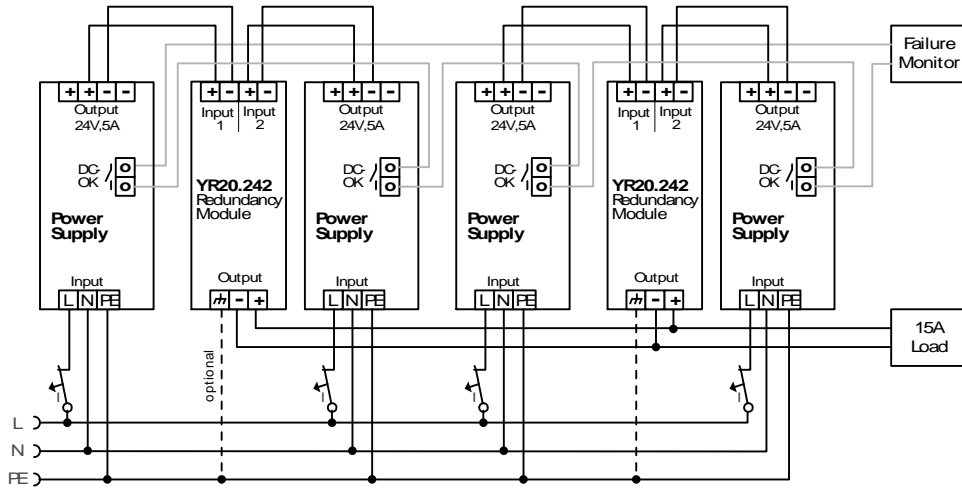 + + - -
Output
24V,5A
DC-
OK
Power
Supply
Input
L N PE
+ - + -
Input
1
Input
2
YR20.242
Redundancy
Module
Output
- +
optional
+ + - -
Output
24V,5A
DC-
OK
Power
Supply
Input
L N PE
+ + - -
Output
24V,5A
DC-
OK
Power
Supply
Input
L N PE
+ - + -
Input
1
Input
2
YR20.242
Redundancy
Module
Output
- +
+ + - -
Output
24V,5A
DC-
OK
Power
Supply
Input
L N PE
Failure
Monitor
15A
Load
I
I
I
I
L
N
PE